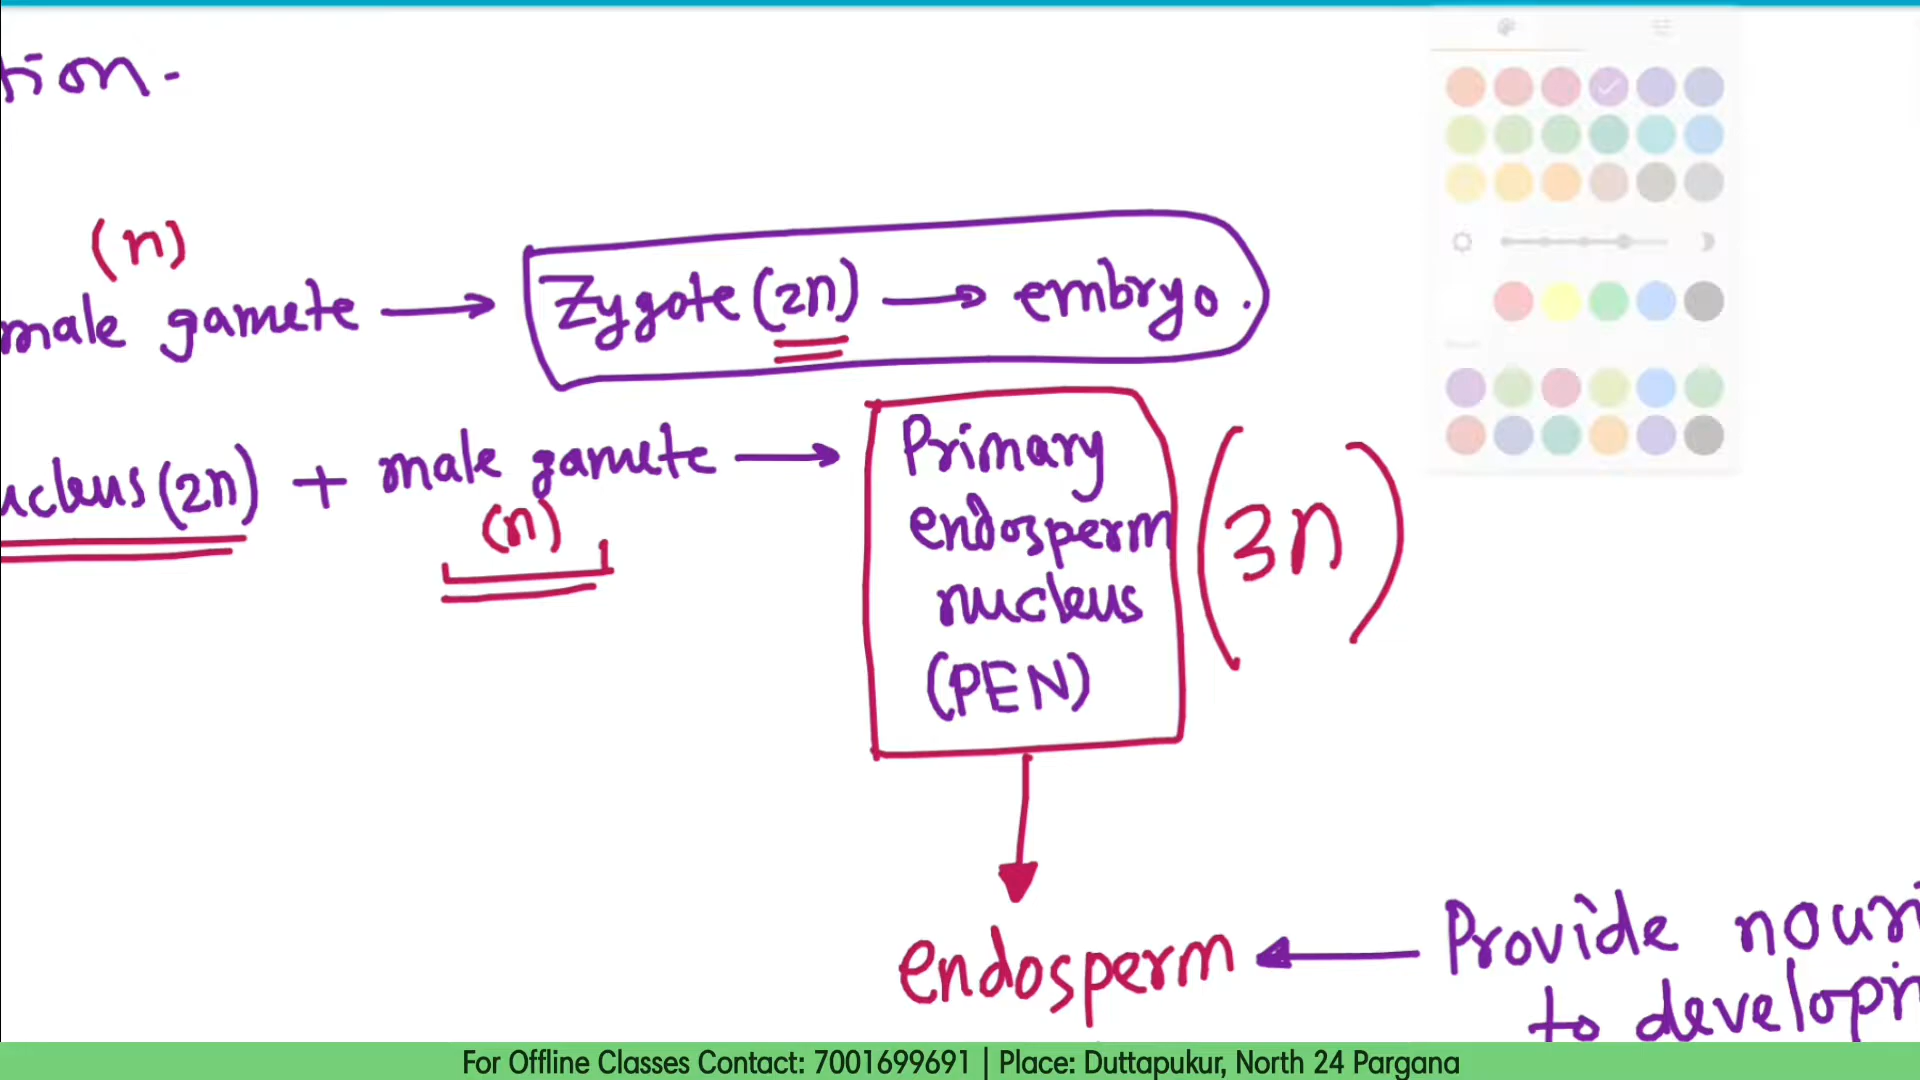 tion.
(n)
male gamete → Zygote (2n) → embryo.
ucleus (2n) + male gamete → Primary
(n)
endosperm
nucleus
(PEN)
(3n)
endosperm ← Provide nouri
to developi
For Offline Classes Contact: 7001699691 | Place: Duttapukur, North 24 Pargana